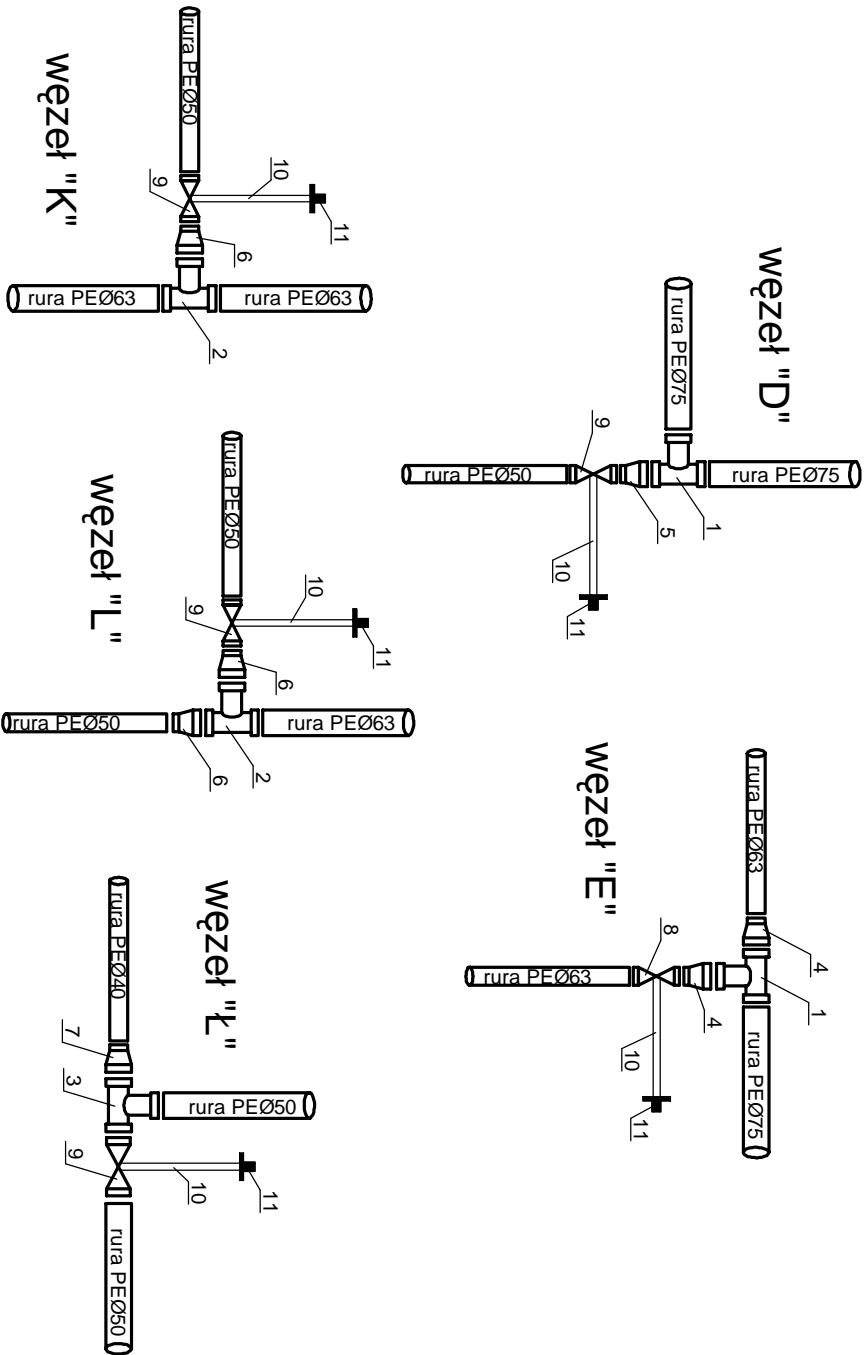 węzeł "K"
rura PEØ50
9
10
11
6
rura PEØ63
rura PEØ63
2
węzeł "D"
rura PEØ75
9
rura PEØ50
rura PEØ75
1
5
10
11
węzeł "L"
rura PEØ50
9
10
11
6
rura PEØ50
rura PEØ63
2
6
węzeł "E"
rura PEØ63
4
1
8
rura PEØ63
4
rura PEØ75
10
11
węzeł "Ł"
rura PEØ40
7
3
rura PEØ50
9
10
11
rura PEØ50